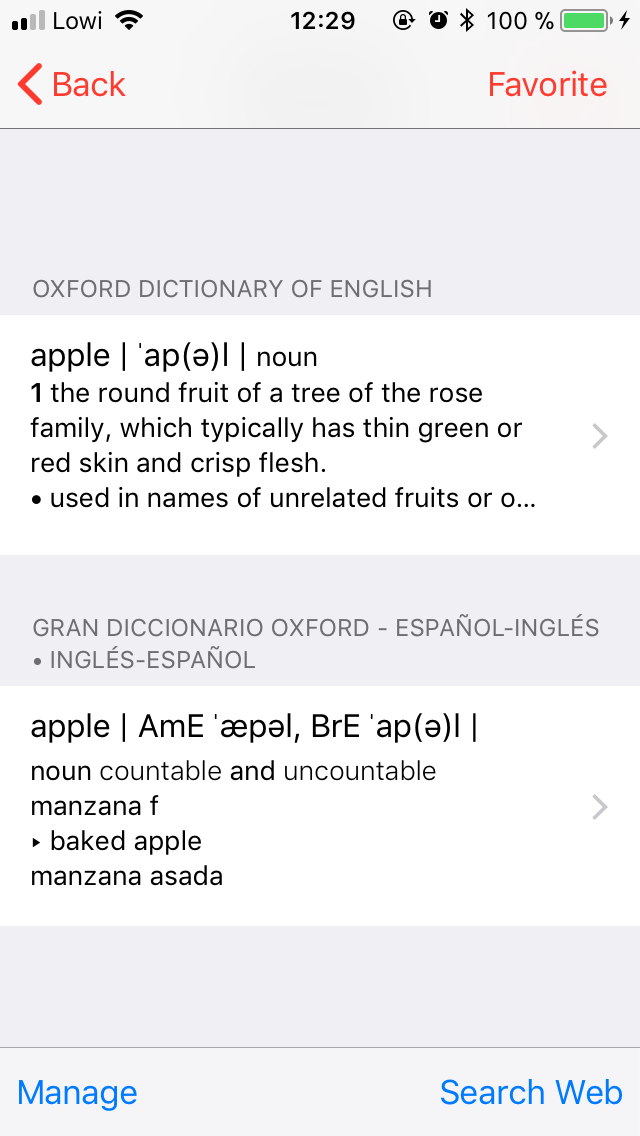 Lowi 12:29 100 %
Back Favorite
OXFORD DICTIONARY OF ENGLISH
apple | ˈap(ə)l | noun
1 the round fruit of a tree of the rose
family, which typically has thin green or
red skin and crisp flesh.
• used in names of unrelated fruits or o...
GRAN DICCIONARIO OXFORD - ESPAÑOL-INGLÉS
• INGLÉS-ESPAÑOL
apple | AmE ˈæpəl, BrE ˈap(ə)l |
noun countable and uncountable
manzana f
▸ baked apple
manzana asada
Manage Search Web